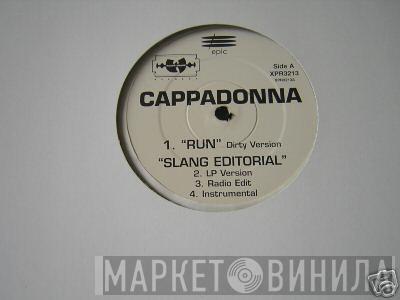 epic
Side A
XPR3213
CAPPADONNA
1. "RUN" Dirty Version
"SLANG EDITORIAL"
2. LP Version
3. Radio Edit
4. Instrumental
МАРКЕТ ВИНИЛА